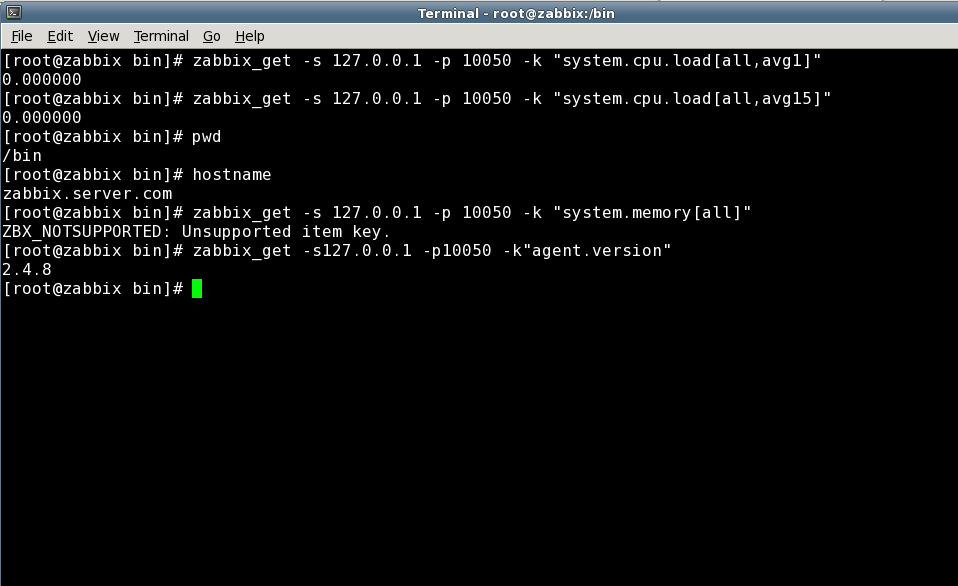 Terminal - root@zabbix:/bin
File Edit View Terminal Go Help
[root@zabbix bin]# zabbix_get -s 127.0.0.1 -p 10050 -k "system.cpu.load[all,avg1]"
0.000000
[root@zabbix bin]# zabbix_get -s 127.0.0.1 -p 10050 -k "system.cpu.load[all,avg15]"
0.000000
[root@zabbix bin]# pwd
/bin
[root@zabbix bin]# hostname
zabbix.server.com
[root@zabbix bin]# zabbix_get -s 127.0.0.1 -p 10050 -k "system.memory[all]"
ZBX_NOTSUPPORTED: Unsupported item key.
[root@zabbix bin]# zabbix_get -s127.0.0.1 -p10050 -k"agent.version"
2.4.8
[root@zabbix bin]#